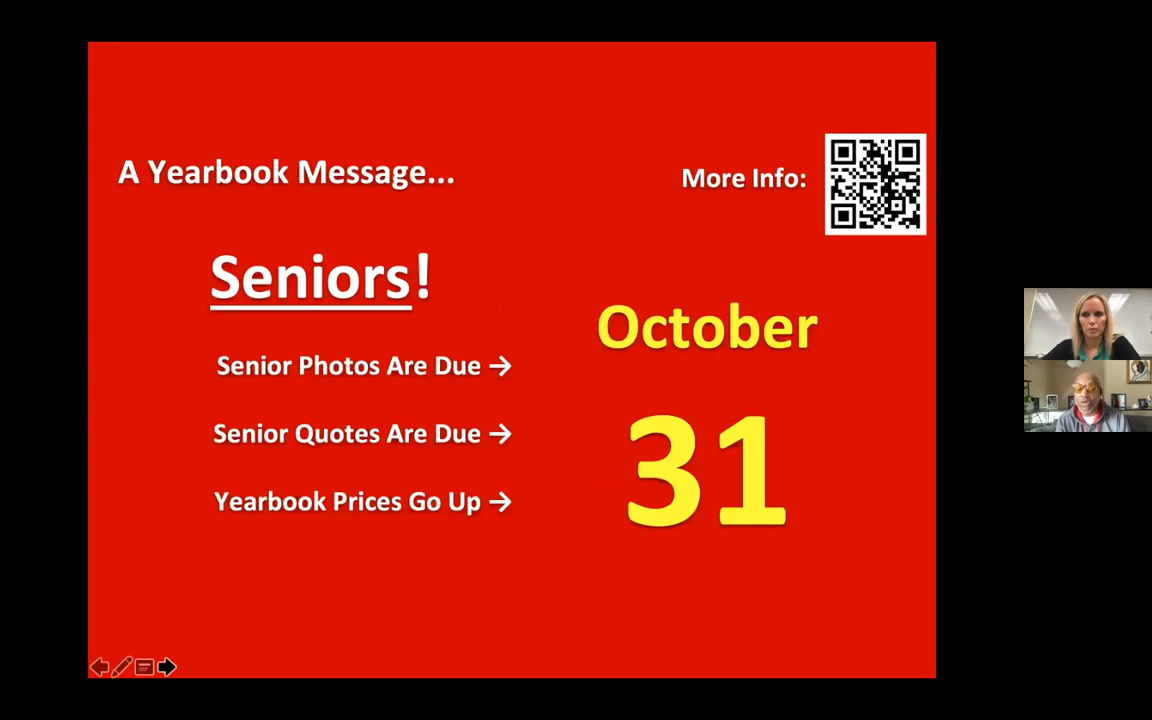 A Yearbook Message...
More Info:
Seniors!
October
31
Senior Photos Are Due →
Senior Quotes Are Due →
Yearbook Prices Go Up →